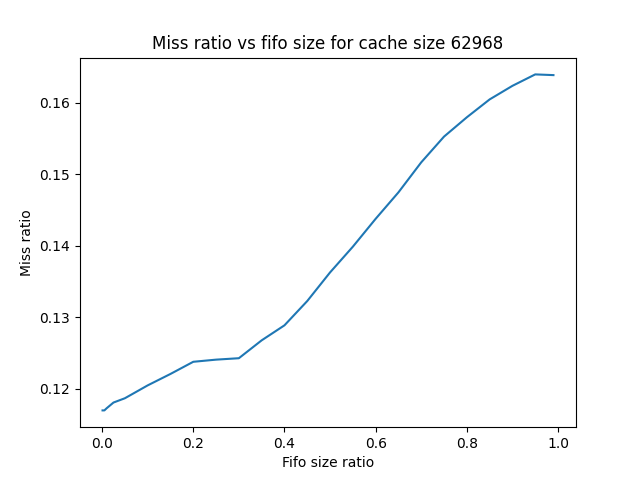 Miss ratio vs fifo size for cache size 62968
0.16
0.15
0.14
0.13
0.12
Miss ratio
0.0 0.2 0.4 0.6 0.8 1.0
Fifo size ratio